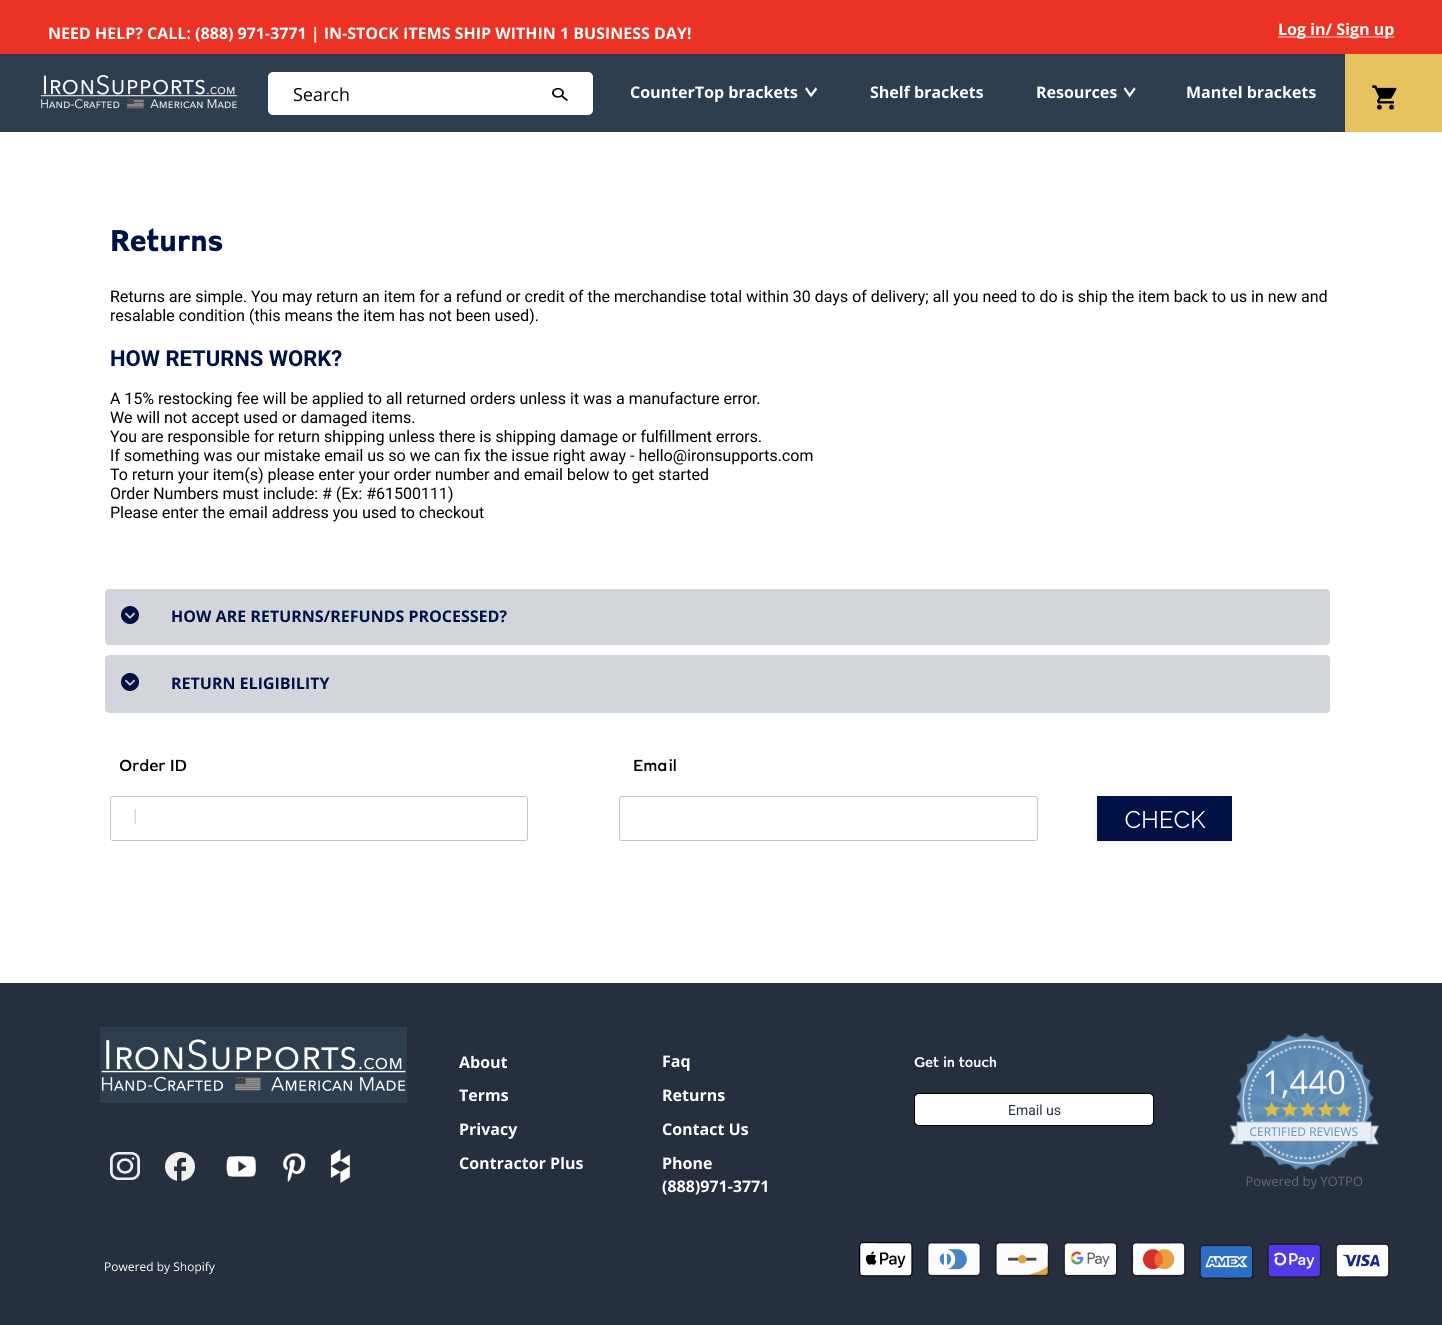 NEED HELP? CALL: (888) 971-3771 | IN-STOCK ITEMS SHIP WITHIN 1 BUSINESS DAY!
Log in/ Sign up
IRONSUPPORTS.COM
HAND-CRAFTED AMERICAN MADE
Search
CounterTop brackets
Shelf brackets
Resources
Mantel brackets
Returns
Returns are simple. You may return an item for a refund or credit of the merchandise total within 30 days of delivery; all you need to do is ship the item back to us in new and
resalable condition (this means the item has not been used).
HOW RETURNS WORK?
A 15% restocking fee will be applied to all returned orders unless it was a manufacture error.
We will not accept used or damaged items.
You are responsible for return shipping unless there is shipping damage or fulfillment errors.
If something was our mistake email us so we can fix the issue right away - hello@ironsupports.com
To return your item(s) please enter your order number and email below to get started
Order Numbers must include: # (Ex: #61500111)
Please enter the email address you used to checkout
HOW ARE RETURNS/REFUNDS PROCESSED?
RETURN ELIGIBILITY
Order ID
Email
CHECK
IRONSUPPORTS.COM
HAND-CRAFTED AMERICAN MADE
About
Terms
Privacy
Contractor Plus
Faq
Returns
Contact Us
Phone
(888)971-3771
Get in touch
Email us
1,440
CERTIFIED REVIEWS
Powered by YOTPO
Powered by Shopify
Pay
G Pay
AMEX
Pay
VISA